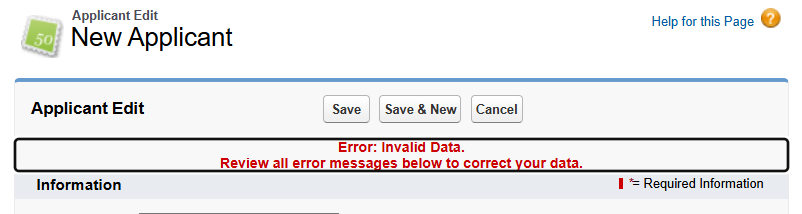 Applicant Edit
New Applicant
Help for this Page ?
50
Applicant Edit
Save
Save & New
Cancel
Error: Invalid Data.
Review all error messages below to correct your data.
Information
*= Required Information